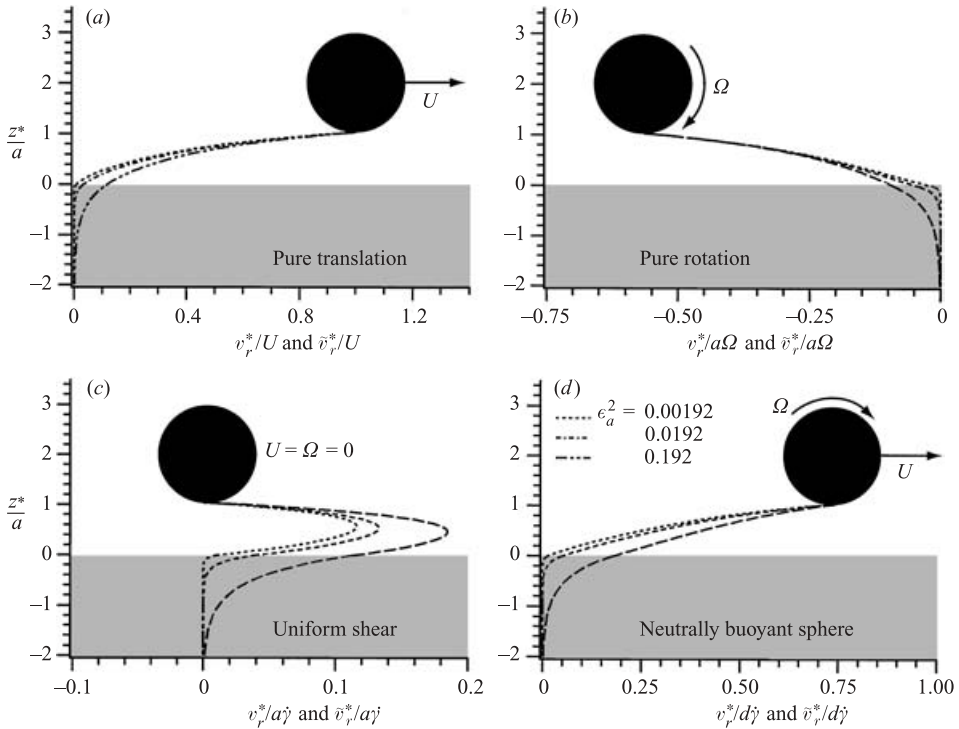 (a)
3
2
U
z*/a
1
0
–1
Pure translation
–2
0 0.4 0.8 1.2
v*r/U and ṽ*r/U
(b)
3
2
Ω
1
0
–1
Pure rotation
–2
–0.75 –0.50 –0.25 0
v*r/aΩ and ṽ*r/aΩ
(c)
3
2
U = Ω = 0
z*/a
1
0
–1
Uniform shear
–2
–0.1 0 0.1 0.2
v*r/aγ̇ and ṽ*r/aγ̇
(d)
3
ϵ²a = 0.00192
0.0192
0.192
Ω
2
U
1
0
–1
Neutrally buoyant sphere
–2
0 0.25 0.50 0.75 1.00
v*r/dγ̇ and ṽ*r/dγ̇